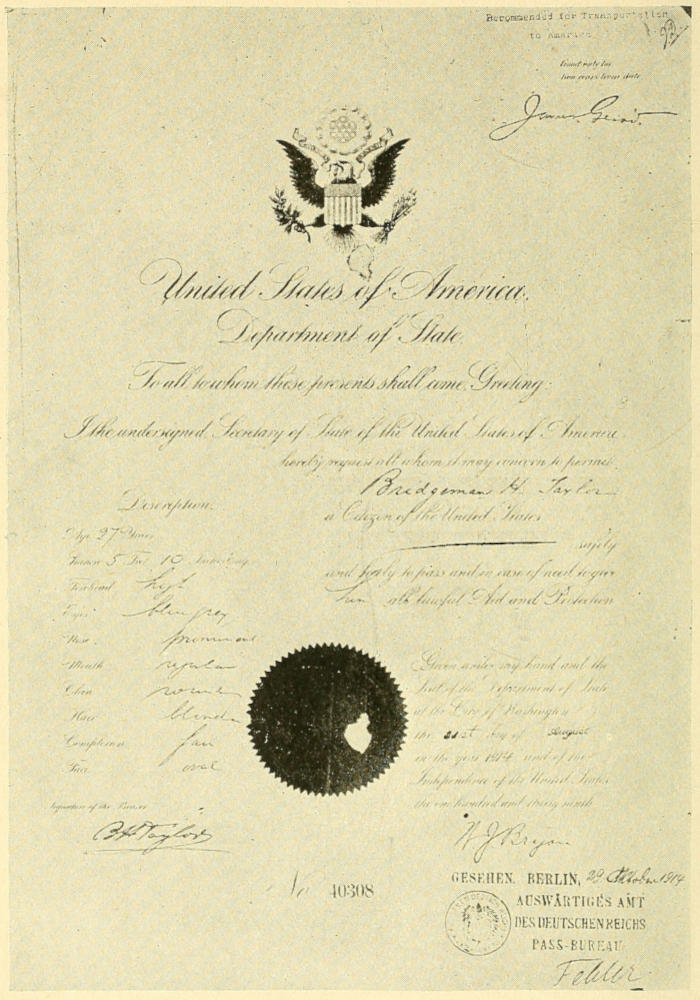 Recommended for Transportation
to America
Good only for
two years from date
James Gerard.
United States of America,
Department of State,
To all to whom these presents shall come, Greeting:
I the undersigned, Secretary of State of the United States of America,
hereby request all whom it may concern to permit
Bridgeman H. Taylor
a Citizen of the United States
safely
and freely to pass and in case of need to give
him all lawful Aid and Protection
Description:
Age 27 Years
Stature 5 Feet 10 Inches Eng.
Forehead high
Eyes blue grey
Nose prominent
Mouth regular
Chin
Hair blonde
Complexion fair
Face oval
Signature of the Bearer
B H Taylor
Given under my hand and the
Seal of the Department of State
at the City of Washington
the 21st day of August
in the year 1914 and of the
Independence of the United States
the one hundred and thirty ninth.
W J Bryan
No 40308
GESEHEN. BERLIN, 29. Oktober 1914
AUSWÄRTIGES AMT
DES DEUTSCHEN REICHS
PASS-BUREAU